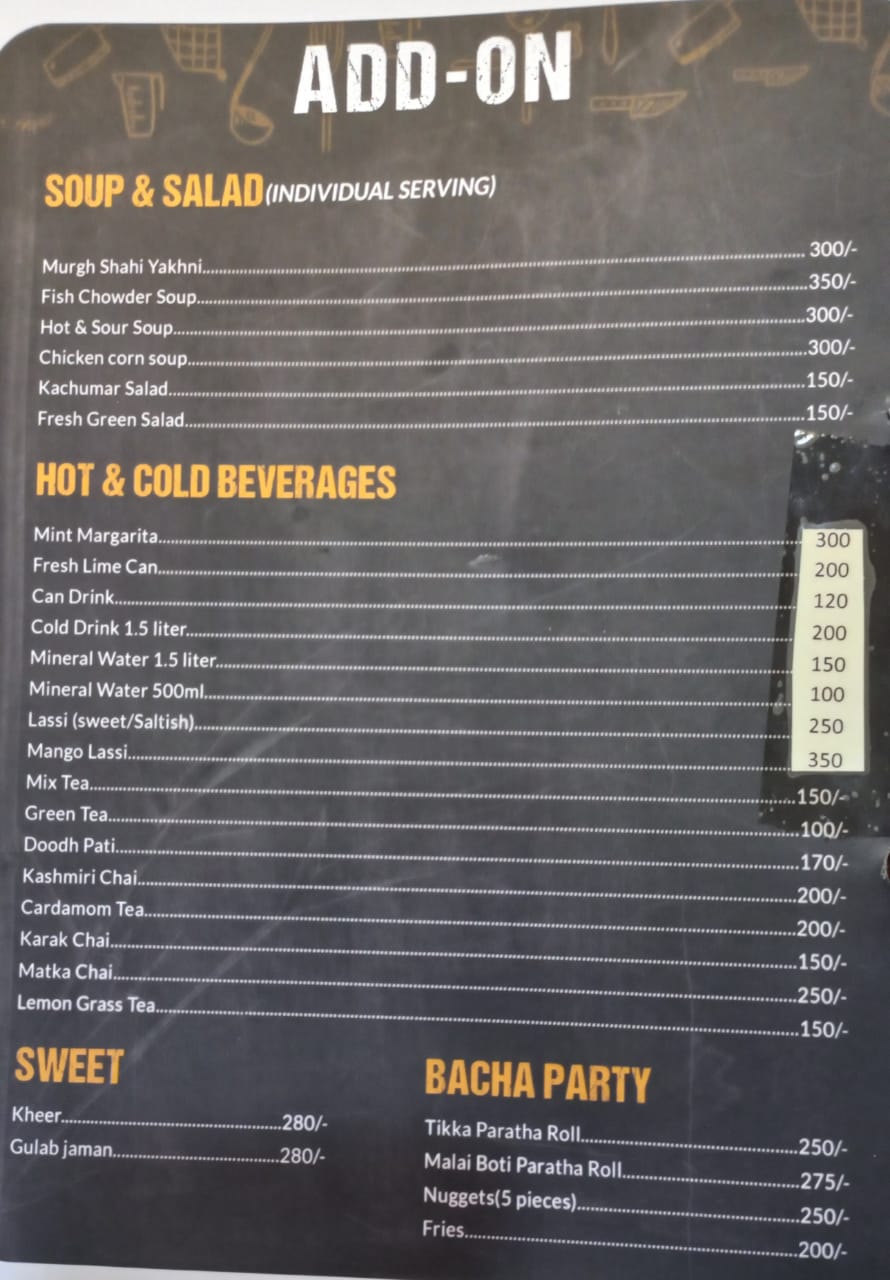 ADD-ON
SOUP & SALAD (INDIVIDUAL SERVING)
Murgh Shahi Yakhni........300/-
Fish Chowder Soup........350/-
Hot & Sour Soup........300/-
Chicken corn soup........300/-
Kachumar Salad........150/-
Fresh Green Salad........150/-
HOT & COLD BEVERAGES
Mint Margarita........300
Fresh Lime Can........200
Can Drink........120
Cold Drink 1.5 liter........200
Mineral Water 1.5 liter........150
Mineral Water 500ml........100
Lassi (sweet/Saltish)........250
Mango Lassi........350
Mix Tea........150/-
Green Tea........100/-
Doodh Pati........170/-
Kashmiri Chai........200/-
Cardamom Tea........200/-
Karak Chai........150/-
Matka Chai........250/-
Lemon Grass Tea........150/-
SWEET
Kheer........280/-
Gulab jaman........280/-
BACHA PARTY
Tikka Paratha Roll........250/-
Malai Boti Paratha Roll........275/-
Nuggets(5 pieces)........250/-
Fries........200/-